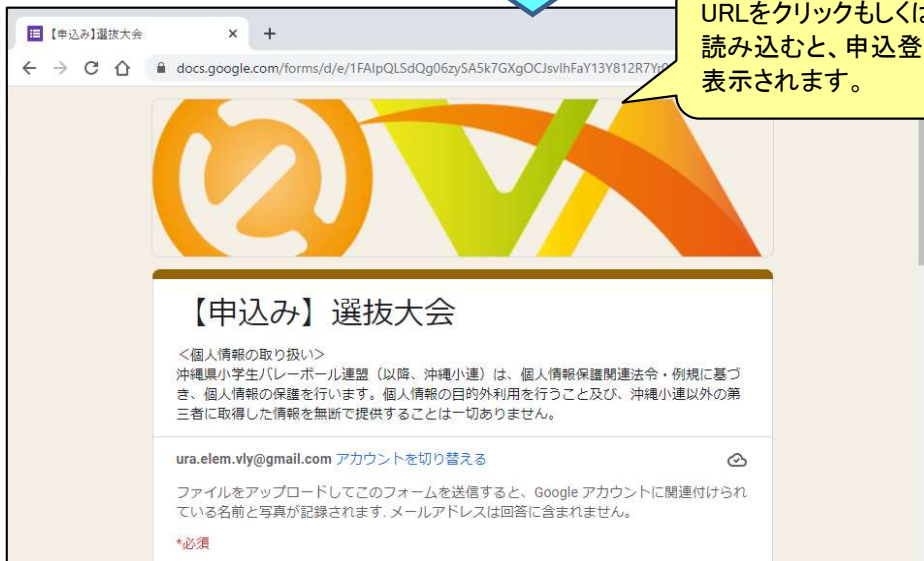 URLをクリックもしくは
読み込むと、申込登
表示されます。
【申込み】選抜大会
docs.google.com/forms/d/e/1FAIpQLSdQg06zySA5k7GXgOCJsvlhFaY13Y812R7Y
【申込み】選抜大会
＜個人情報の取り扱い＞
沖縄県小学生バレーボール連盟（以降、沖縄小連）は、個人情報保護関連法令・例規に基づ
き、個人情報の保護を行います。個人情報の目的外利用を行うこと及び、沖縄小連以外の第
三者に取得した情報を無断で提供することは一切ありません。
ura.elem.vly@gmail.com アカウントを切り替える
ファイルをアップロードしてこのフォームを送信すると、Google アカウントに関連付けられ
ている名前と写真が記録されます. メールアドレスは回答に含まれません。
*必須